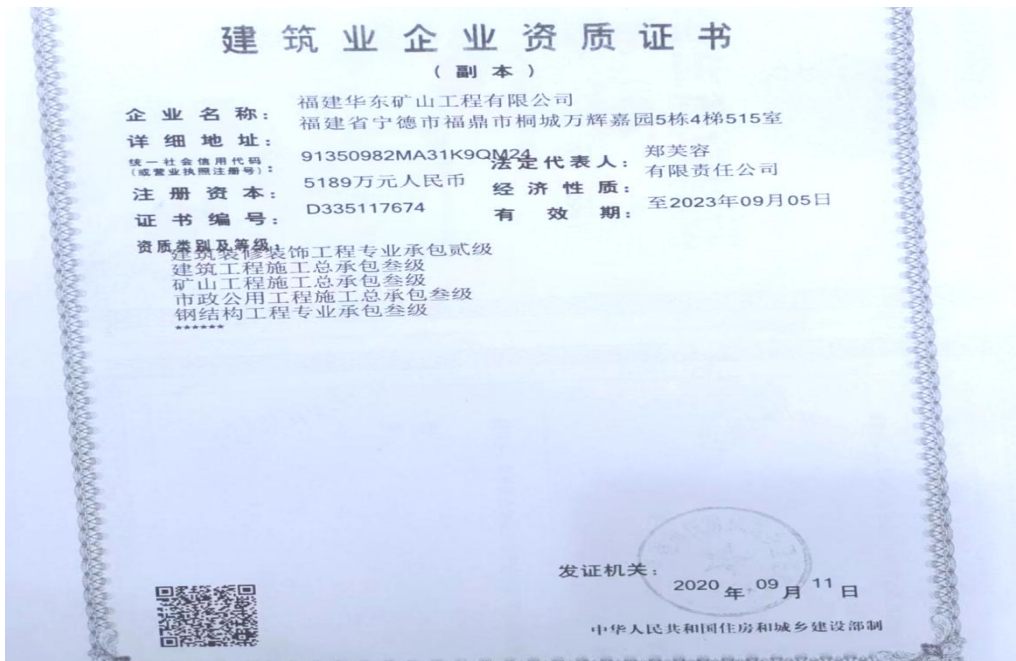 建筑业企业资质证书
（副本）
企业名称：福建华东矿山工程有限公司
详细地址：福建省宁德市福鼎市桐城万辉嘉园5栋4梯515室
统一社会信用代码
（或营业执照注册号）：91350982MA31K9QM24 法定代表人：郑芙容
注册资本：5189万元人民币 经济性质：有限责任公司
证书编号：D335117674 有效期：至2023年09月05日
资质类别及等级：
建筑装修装饰工程专业承包贰级
建筑工程施工总承包叁级
矿山工程施工总承包叁级
市政公用工程施工总承包叁级
钢结构工程专业承包叁级
******
发证机关：
2020年09月11日
中华人民共和国住房和城乡建设部制